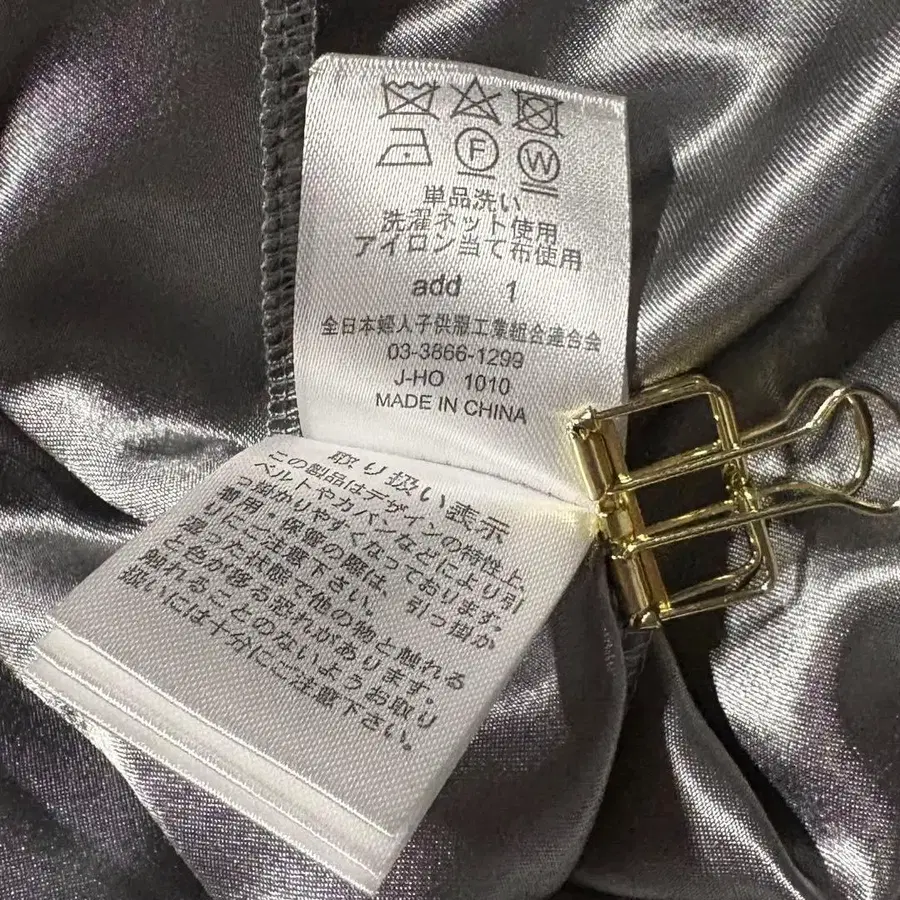 F W
単品洗い
洗濯ネット使用
アイロン当て布使用
add 1
全日本婦人子供服工業組合連合会
03-3866-1299
J-HO 1010
MADE IN CHINA
取り扱い表示
この製品はデザインの特性上、
ベルトやカバンなどにより引
っ掛かりやすくなっております。
着用・保管の際は、引っ掛か
りにご注意下さい。
湿った状態で他の物と触れる
と色が移る恐れがあります。
触れることのないようお取り
扱いには十分にご注意下さい。